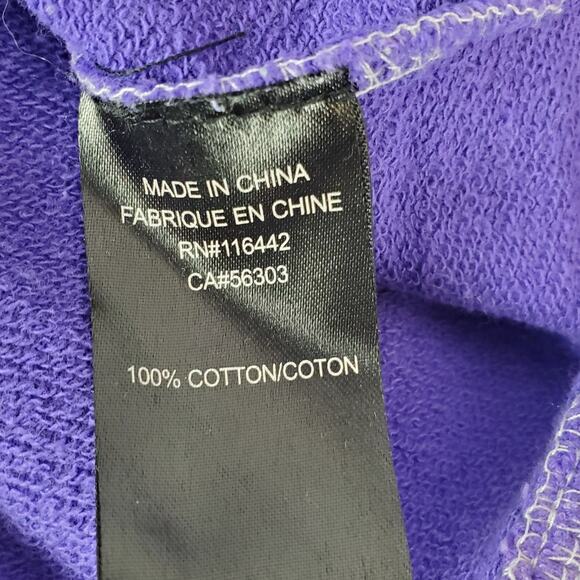 MADE IN CHINA
FABRIQUE EN CHINE
RN#116442
CA#56303
100% COTTON/COTON